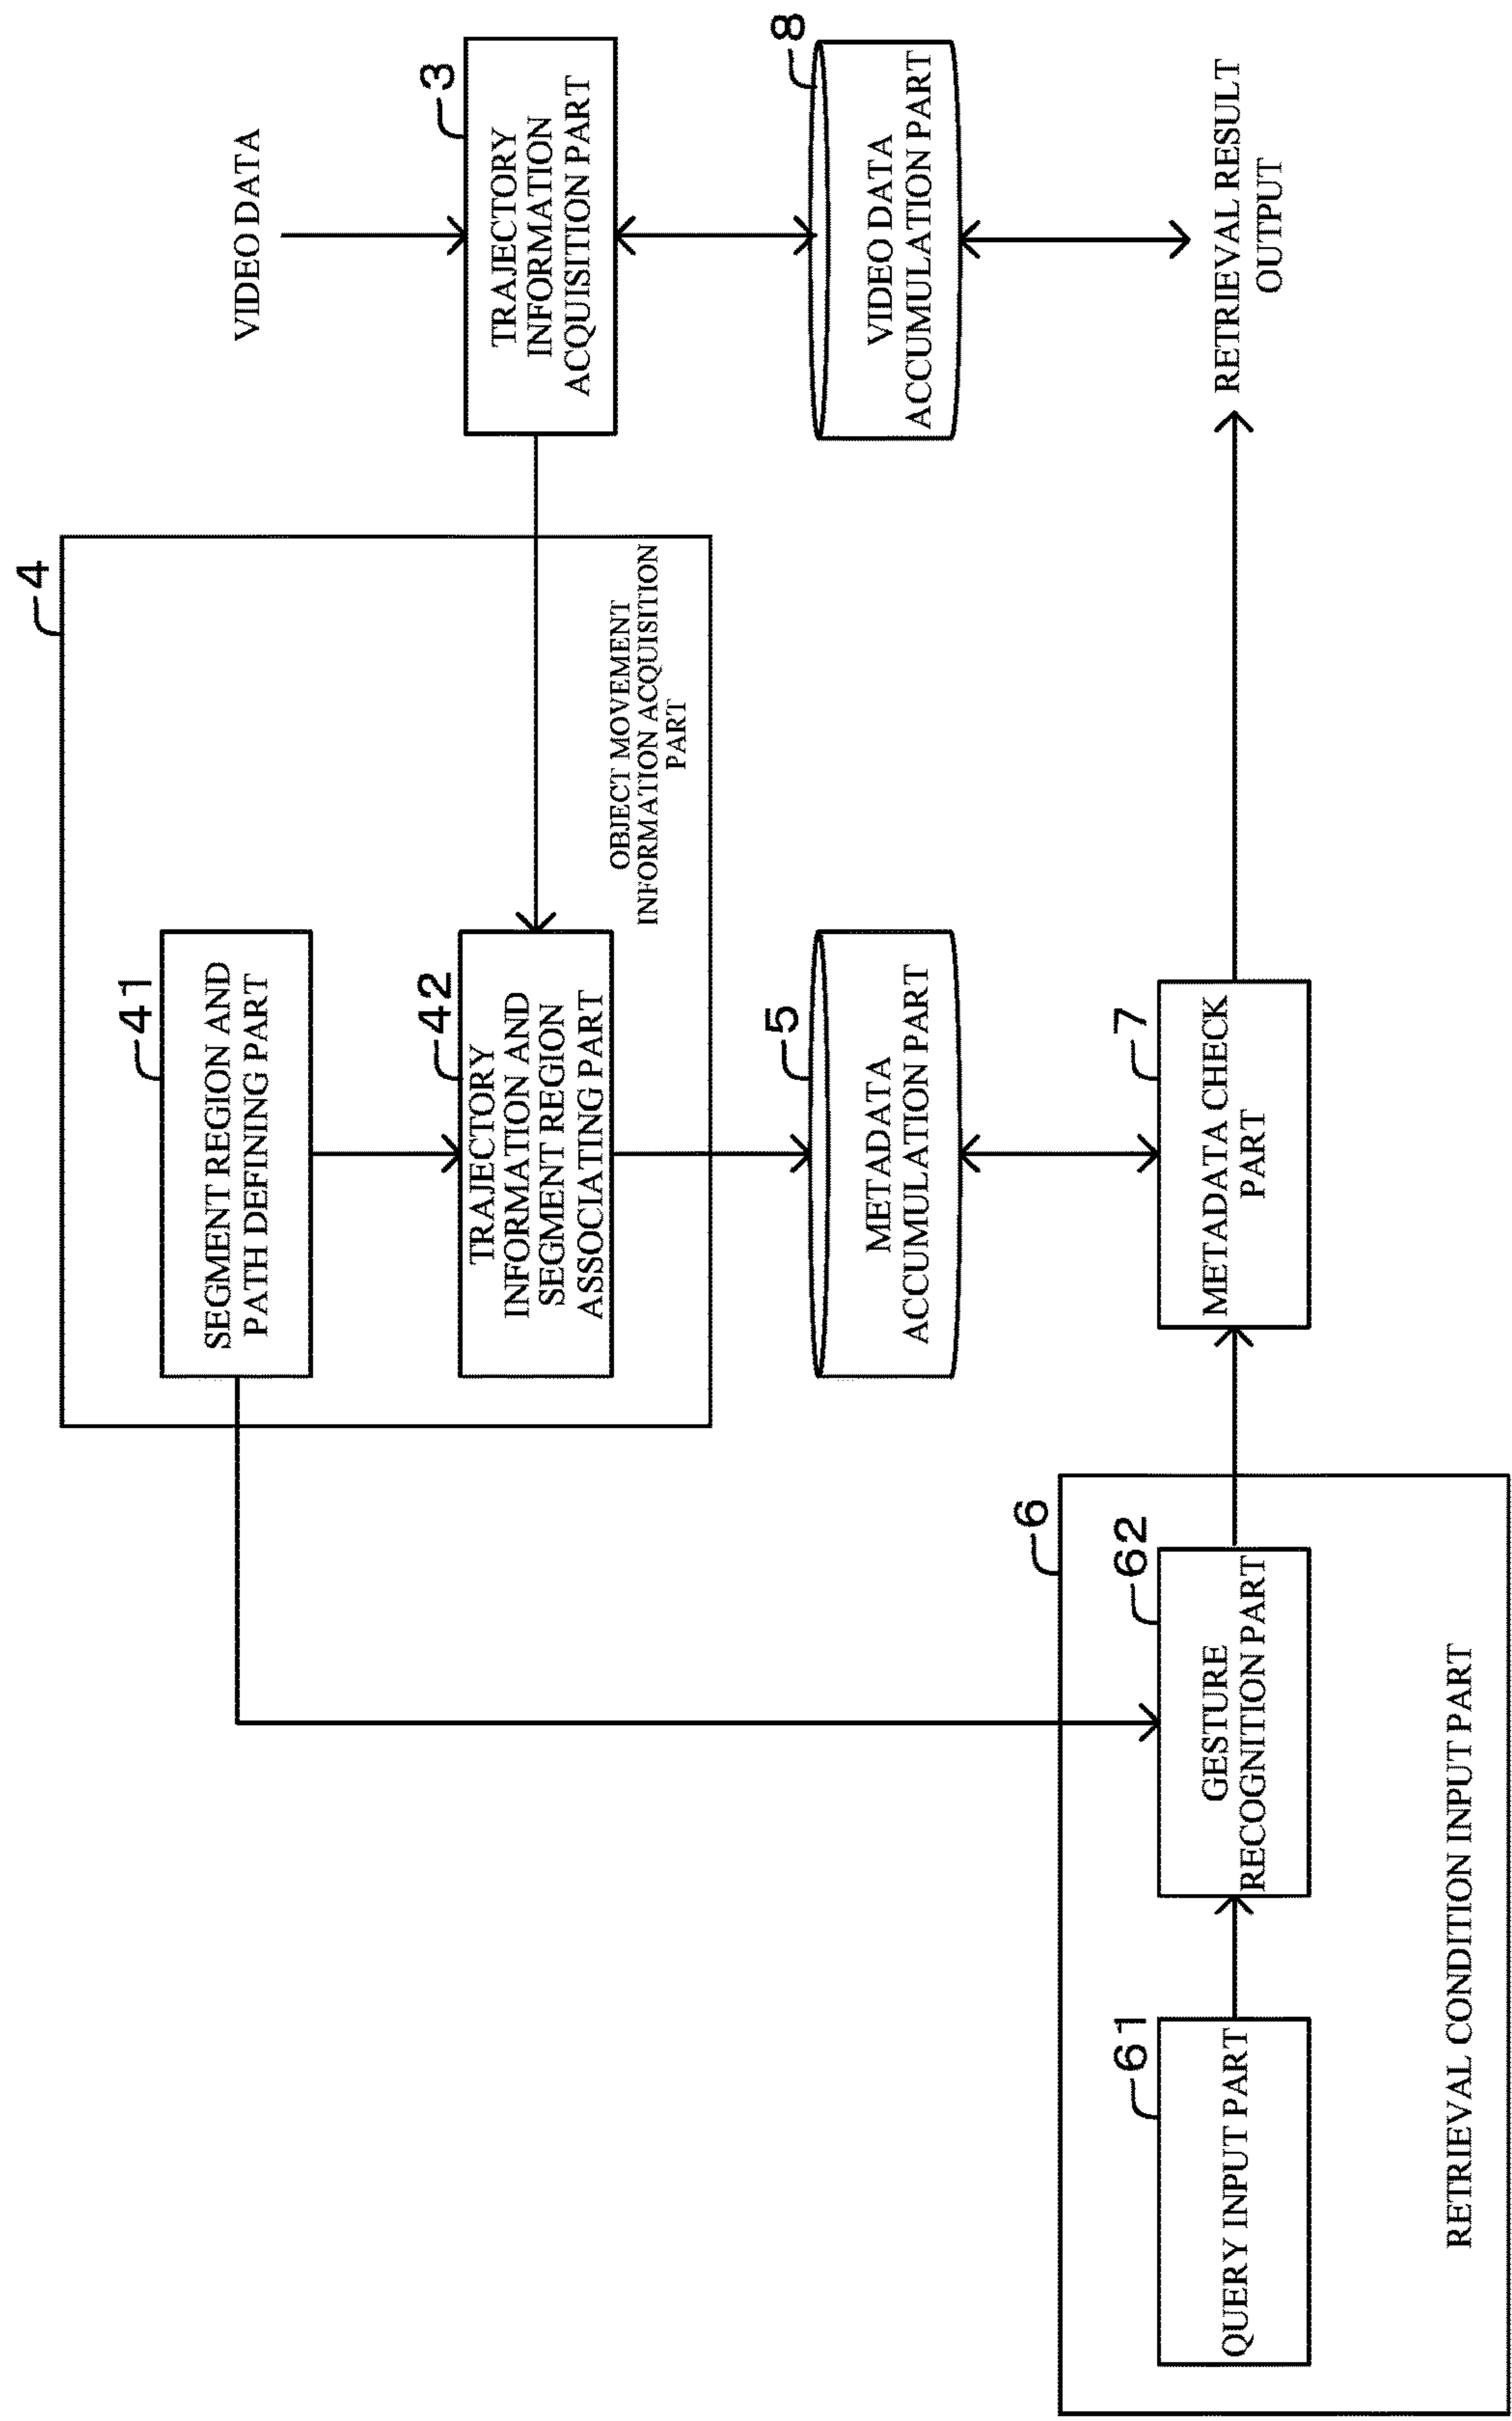 VIDEO DATA
3
TRAJECTORY
INFORMATION
ACQUISITION PART
8
VIDEO DATA
ACCUMULATION PART
RETRIEVAL RESULT
OUTPUT
4
OBJECT MOVEMENT
INFORMATION ACQUISITION
PART
41
SEGMENT REGION AND
PATH DEFINING PART
42
TRAJECTORY
INFORMATION AND
SEGMENT REGION
ASSOCIATING PART
5
METADATA
ACCUMULATION PART
7
METADATA CHECK
PART
6
62
GESTURE
RECOGNITION PART
61
QUERY INPUT PART
RETRIEVAL CONDITION INPUT PART